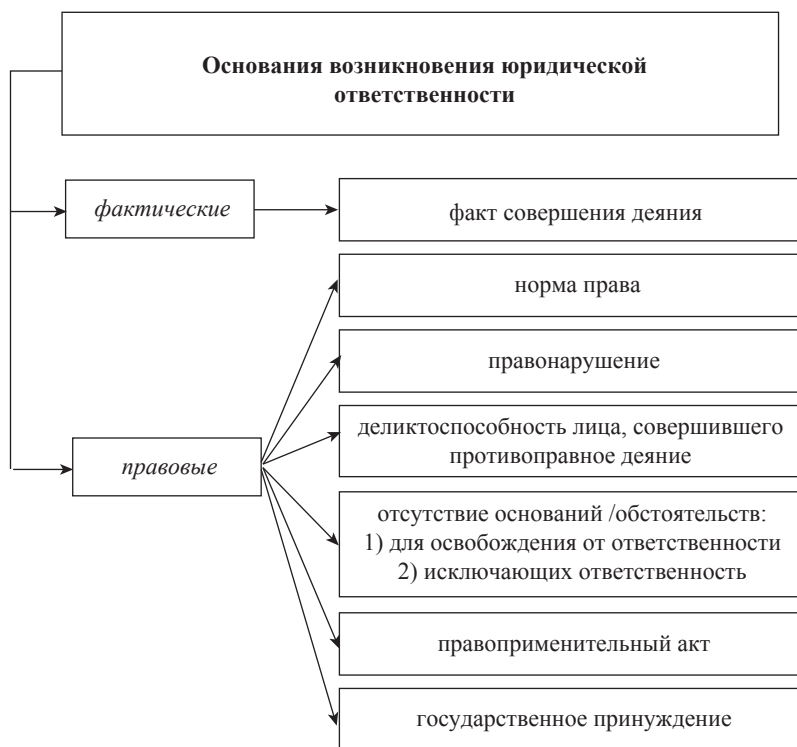 Основания возникновения юридической
ответственности
фактические
факт совершения деяния
норма права
правонарушение
деликтоспособность лица, совершившего
противоправное деяние
правовые
отсутствие оснований /обстоятельств:
1) для освобождения от ответственности
2) исключающих ответственность
правоприменительный акт
государственное принуждение